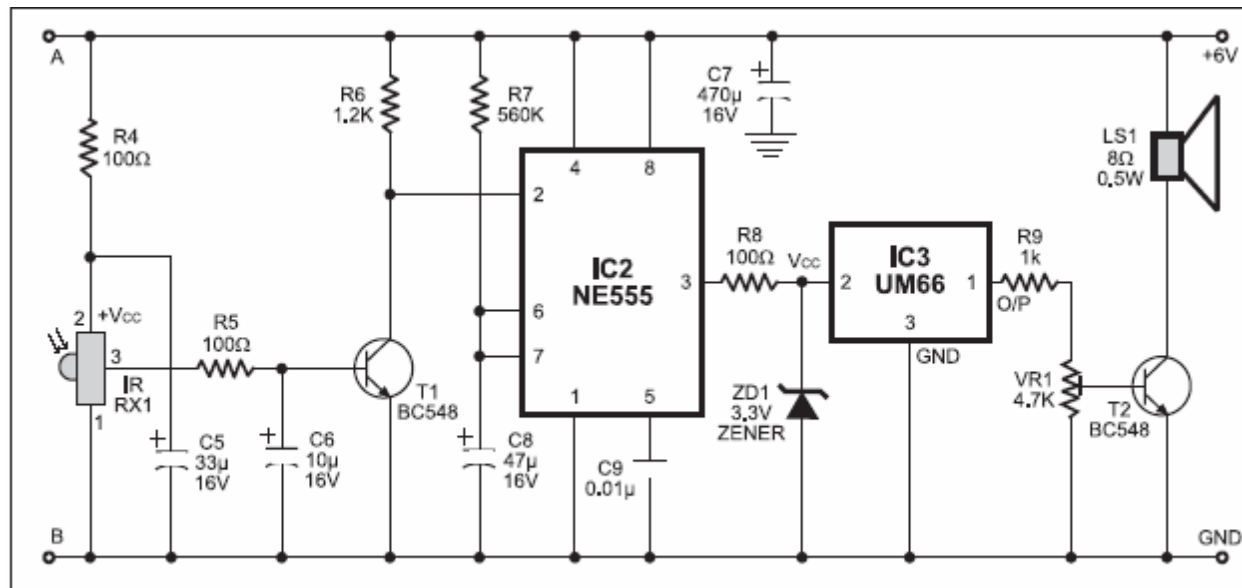 A
+6V
R4
100Ω
R6
1.2K
R7
560K
+
C7
470µ
16V
LS1
8Ω
0.5W
4
8
2
IC2
NE555
3
6
7
1
5
R8
100Ω
Vcc
2
IC3
UM66
1
3
GND
R9
1k
O/P
2
+Vcc
3
IR
RX1
1
R5
100Ω
T1
BC548
+
C5
33µ
16V
+
C6
10µ
16V
+
C8
47µ
16V
C9
0.01µ
ZD1
3.3V
ZENER
VR1
4.7K
T2
BC548
B
GND